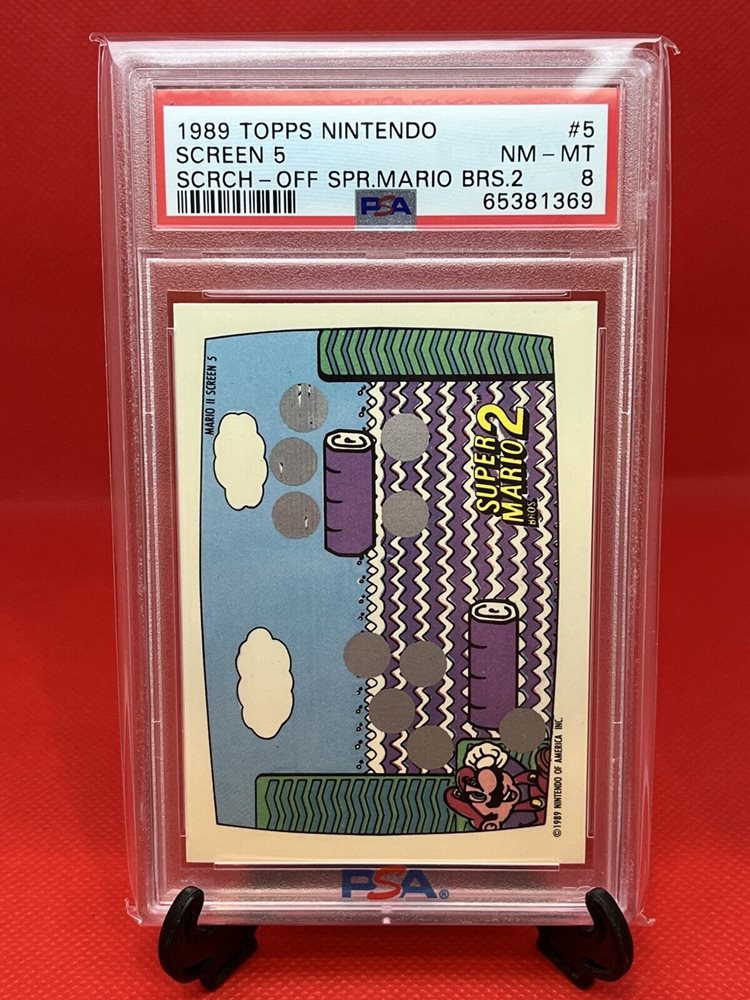 1989 TOPPS NINTENDO #5
SCREEN 5 NM-MT
SCRCH-OFF SPR.MARIO BRS.2 8
PSA 65381369
MARIO II SCREEN 5
SUPER
MARIO 2
BROS
™
©1989 NINTENDO OF AMERICA INC.
PSA®